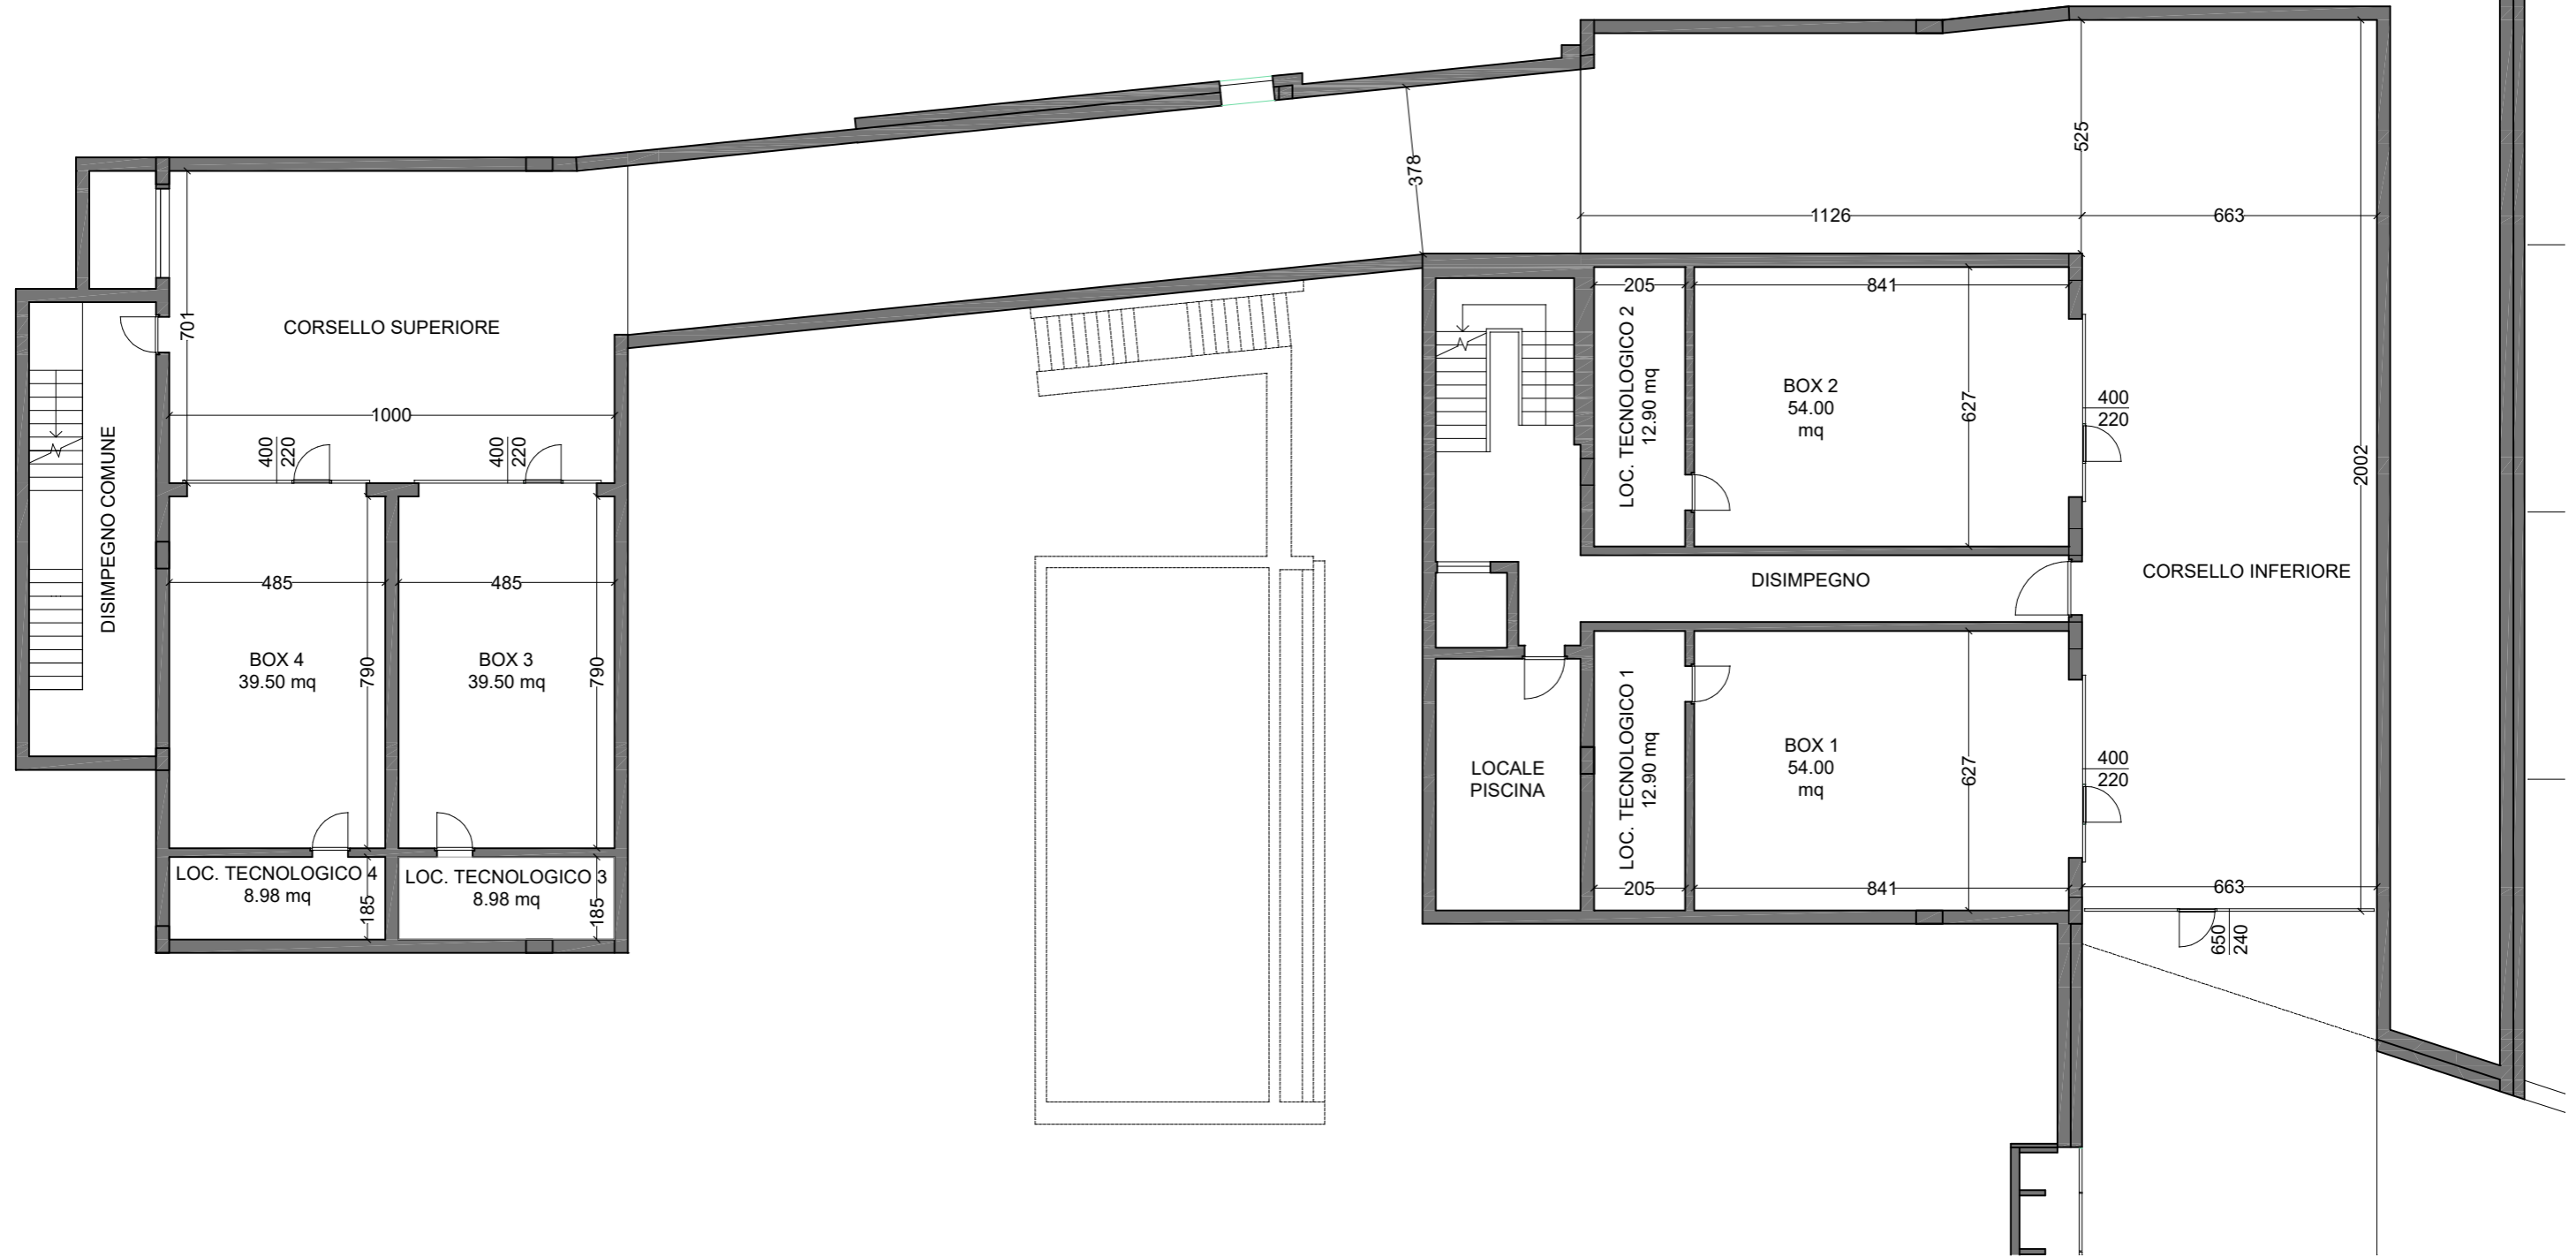 525
378
1126
663
205
841
701
CORSELLO SUPERIORE
LOC. TECNOLOGICO 2
12.90 mq
BOX 2
54.00
mq
627
400
220
1000
400
220
400
220
2002
DISIMPEGNO COMUNE
485
485
DISIMPEGNO
CORSELLO INFERIORE
BOX 4
39.50 mq
790
BOX 3
39.50 mq
790
LOCALE
PISCINA
LOC. TECNOLOGICO 1
12.90 mq
BOX 1
54.00
mq
627
400
220
LOC. TECNOLOGICO 4
8.98 mq
185
LOC. TECNOLOGICO 3
8.98 mq
185
205
841
663
650
240